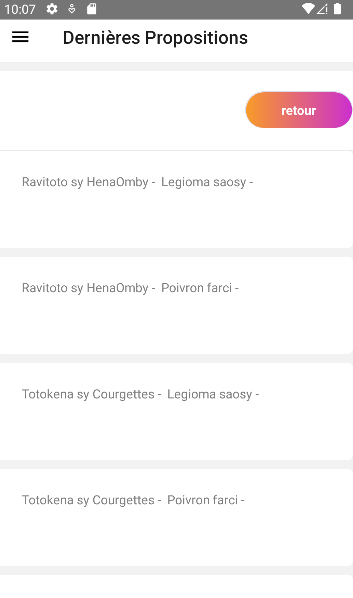 10:07
Dernières Propositions
retour
Ravitoto sy HenaOmby - Legioma saosy -
Ravitoto sy HenaOmby - Poivron farci -
Totokena sy Courgettes - Legioma saosy -
Totokena sy Courgettes - Poivron farci -